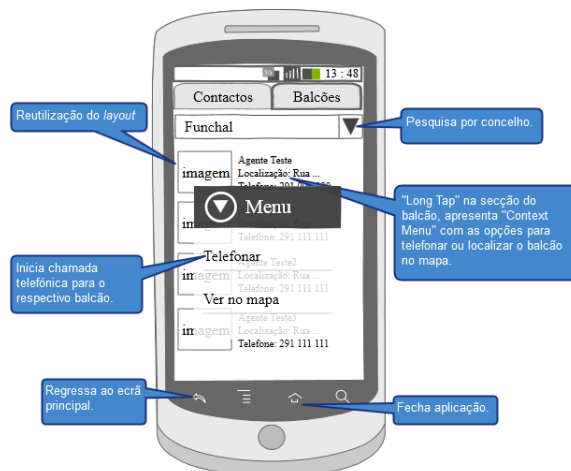 13 : 48
Contactos
Balcões
Funchal
Reutilização do layout
Pesquisa por concelho.
imagem
Agente Teste
Localização: Rua ...
Telefone: 291
Menu
"Long Tap" na secção do
balcão, apresenta "Context
Menu" com as opções para
telefonar ou localizar o balcão
no mapa.
Telefone: 291 111 111
Inicia chamada
telefónica para o
respectivo balcão.
Telefonar
Agente Teste2
Localização: Rua ...
Ver no mapa
Telefone: 291 111 111
imagem
Agente Teste3
Localização: Rua ...
Telefone: 291 111 111
Regressa ao ecrã
principal.
Fecha aplicação.